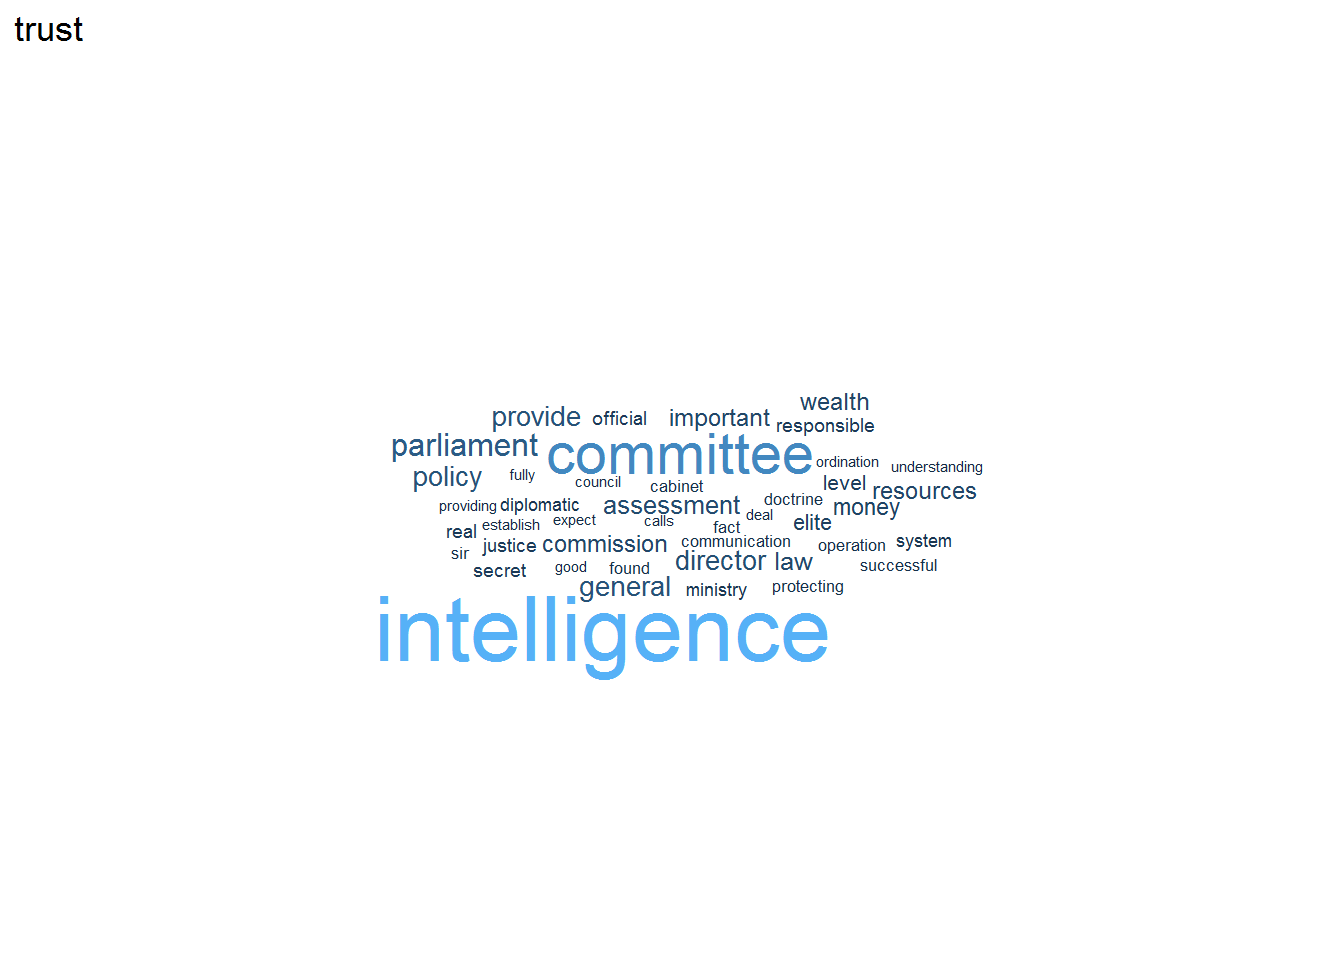 trust
wealth
provide official important
responsible
parliament committee
ordination understanding
policy fully council cabinet level resources
providing diplomatic assessment doctrine money
establish expect calls deal elite
real fact
sir justice commission communication operation system
secret good found director law successful
general ministry protecting
intelligence